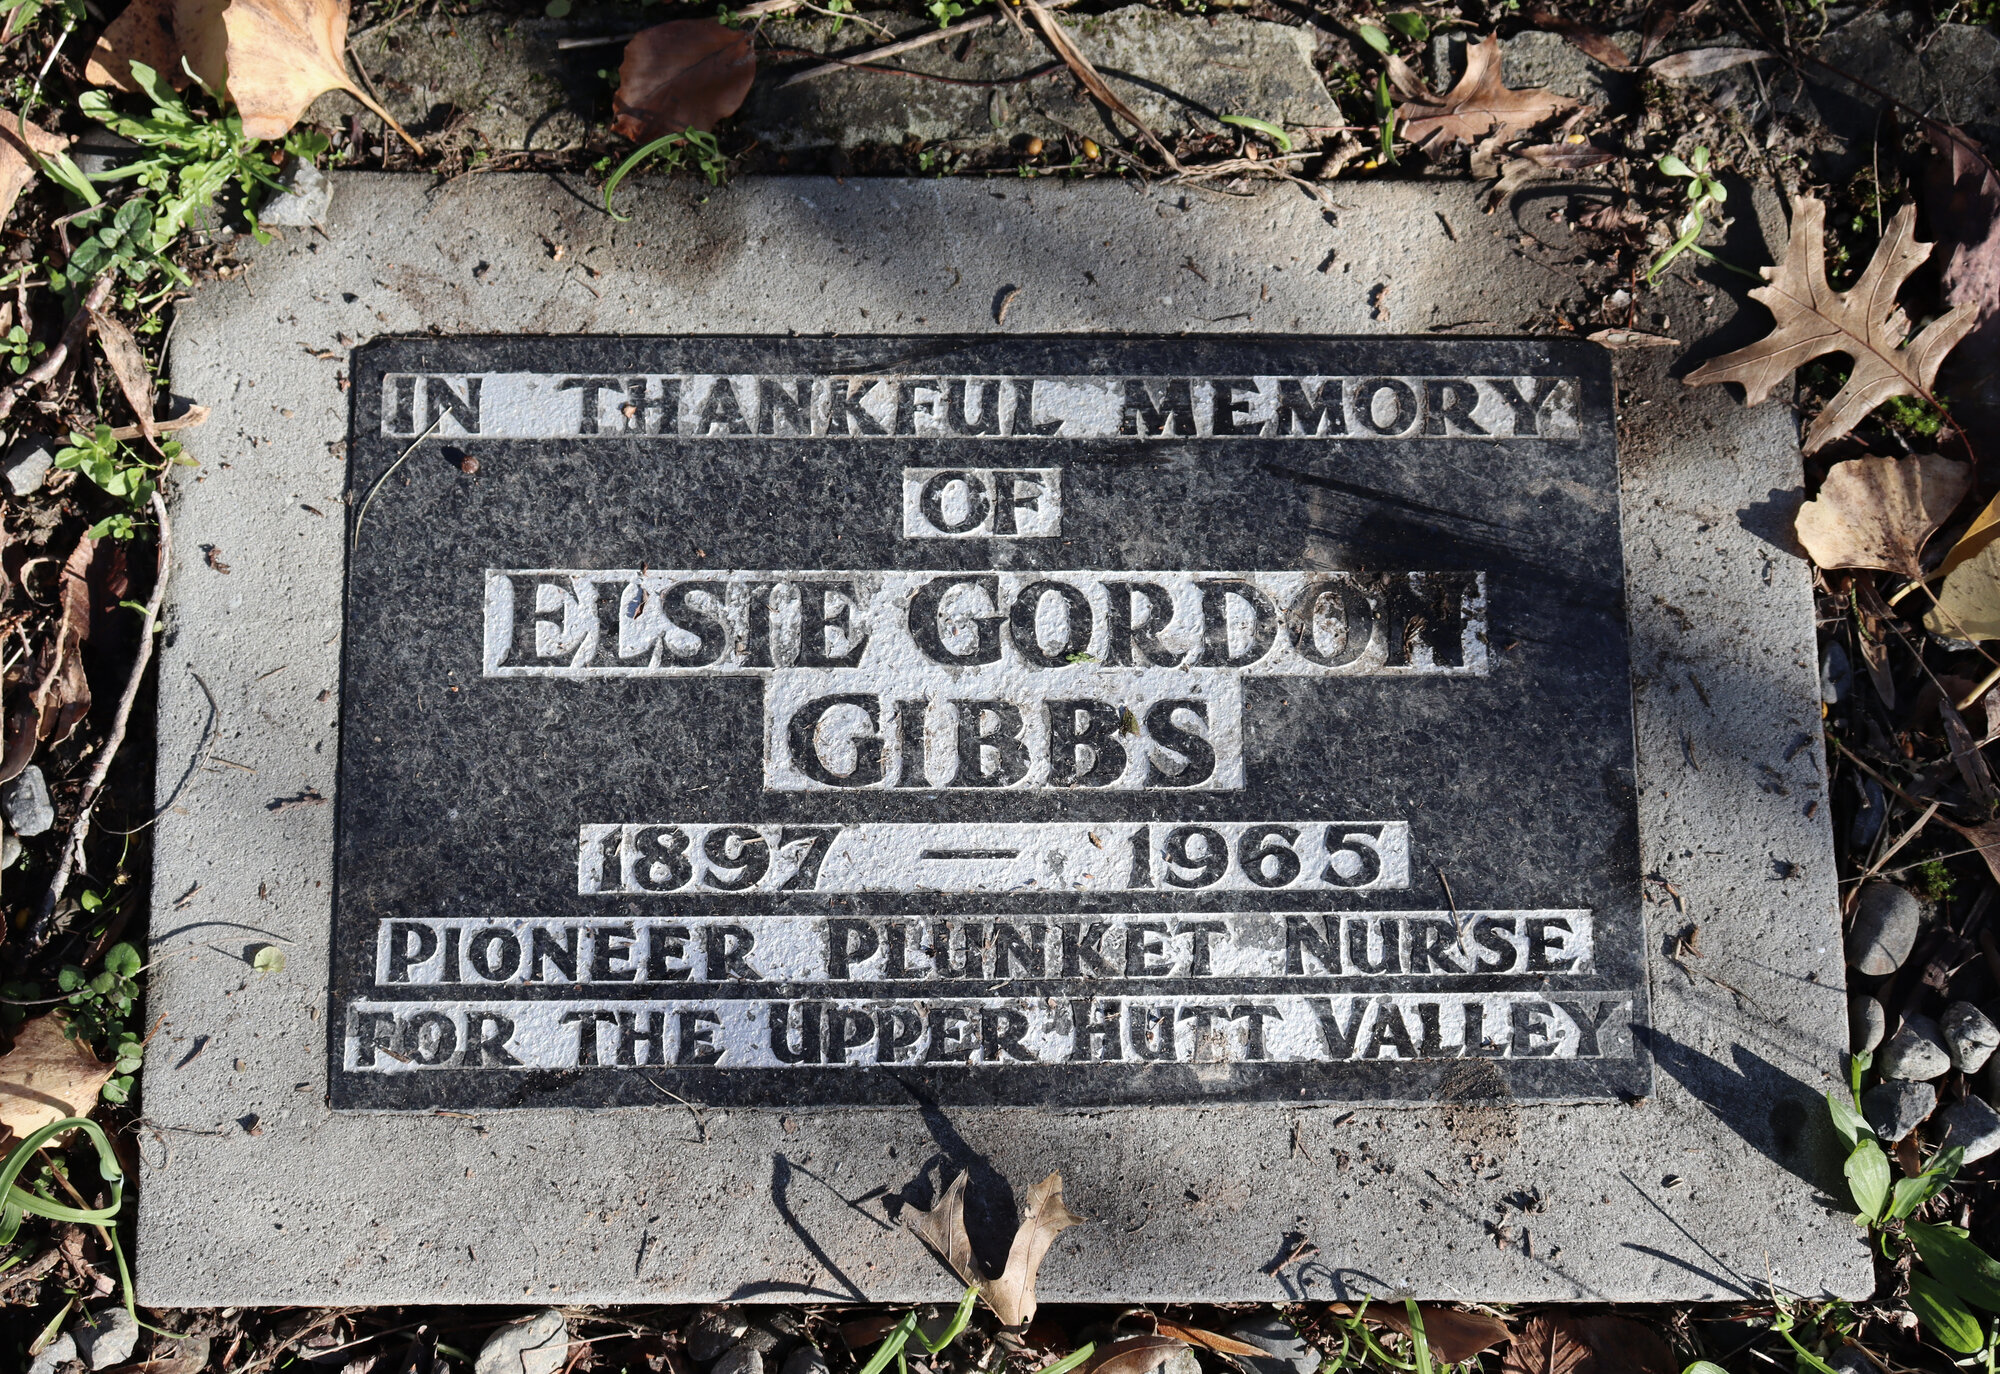 IN THANKFUL MEMORY
OF
ELSIE GORDON
GIBBS
1897 — 1965
PIONEER PLUNKET NURSE
FOR THE UPPER HUTT VALLEY